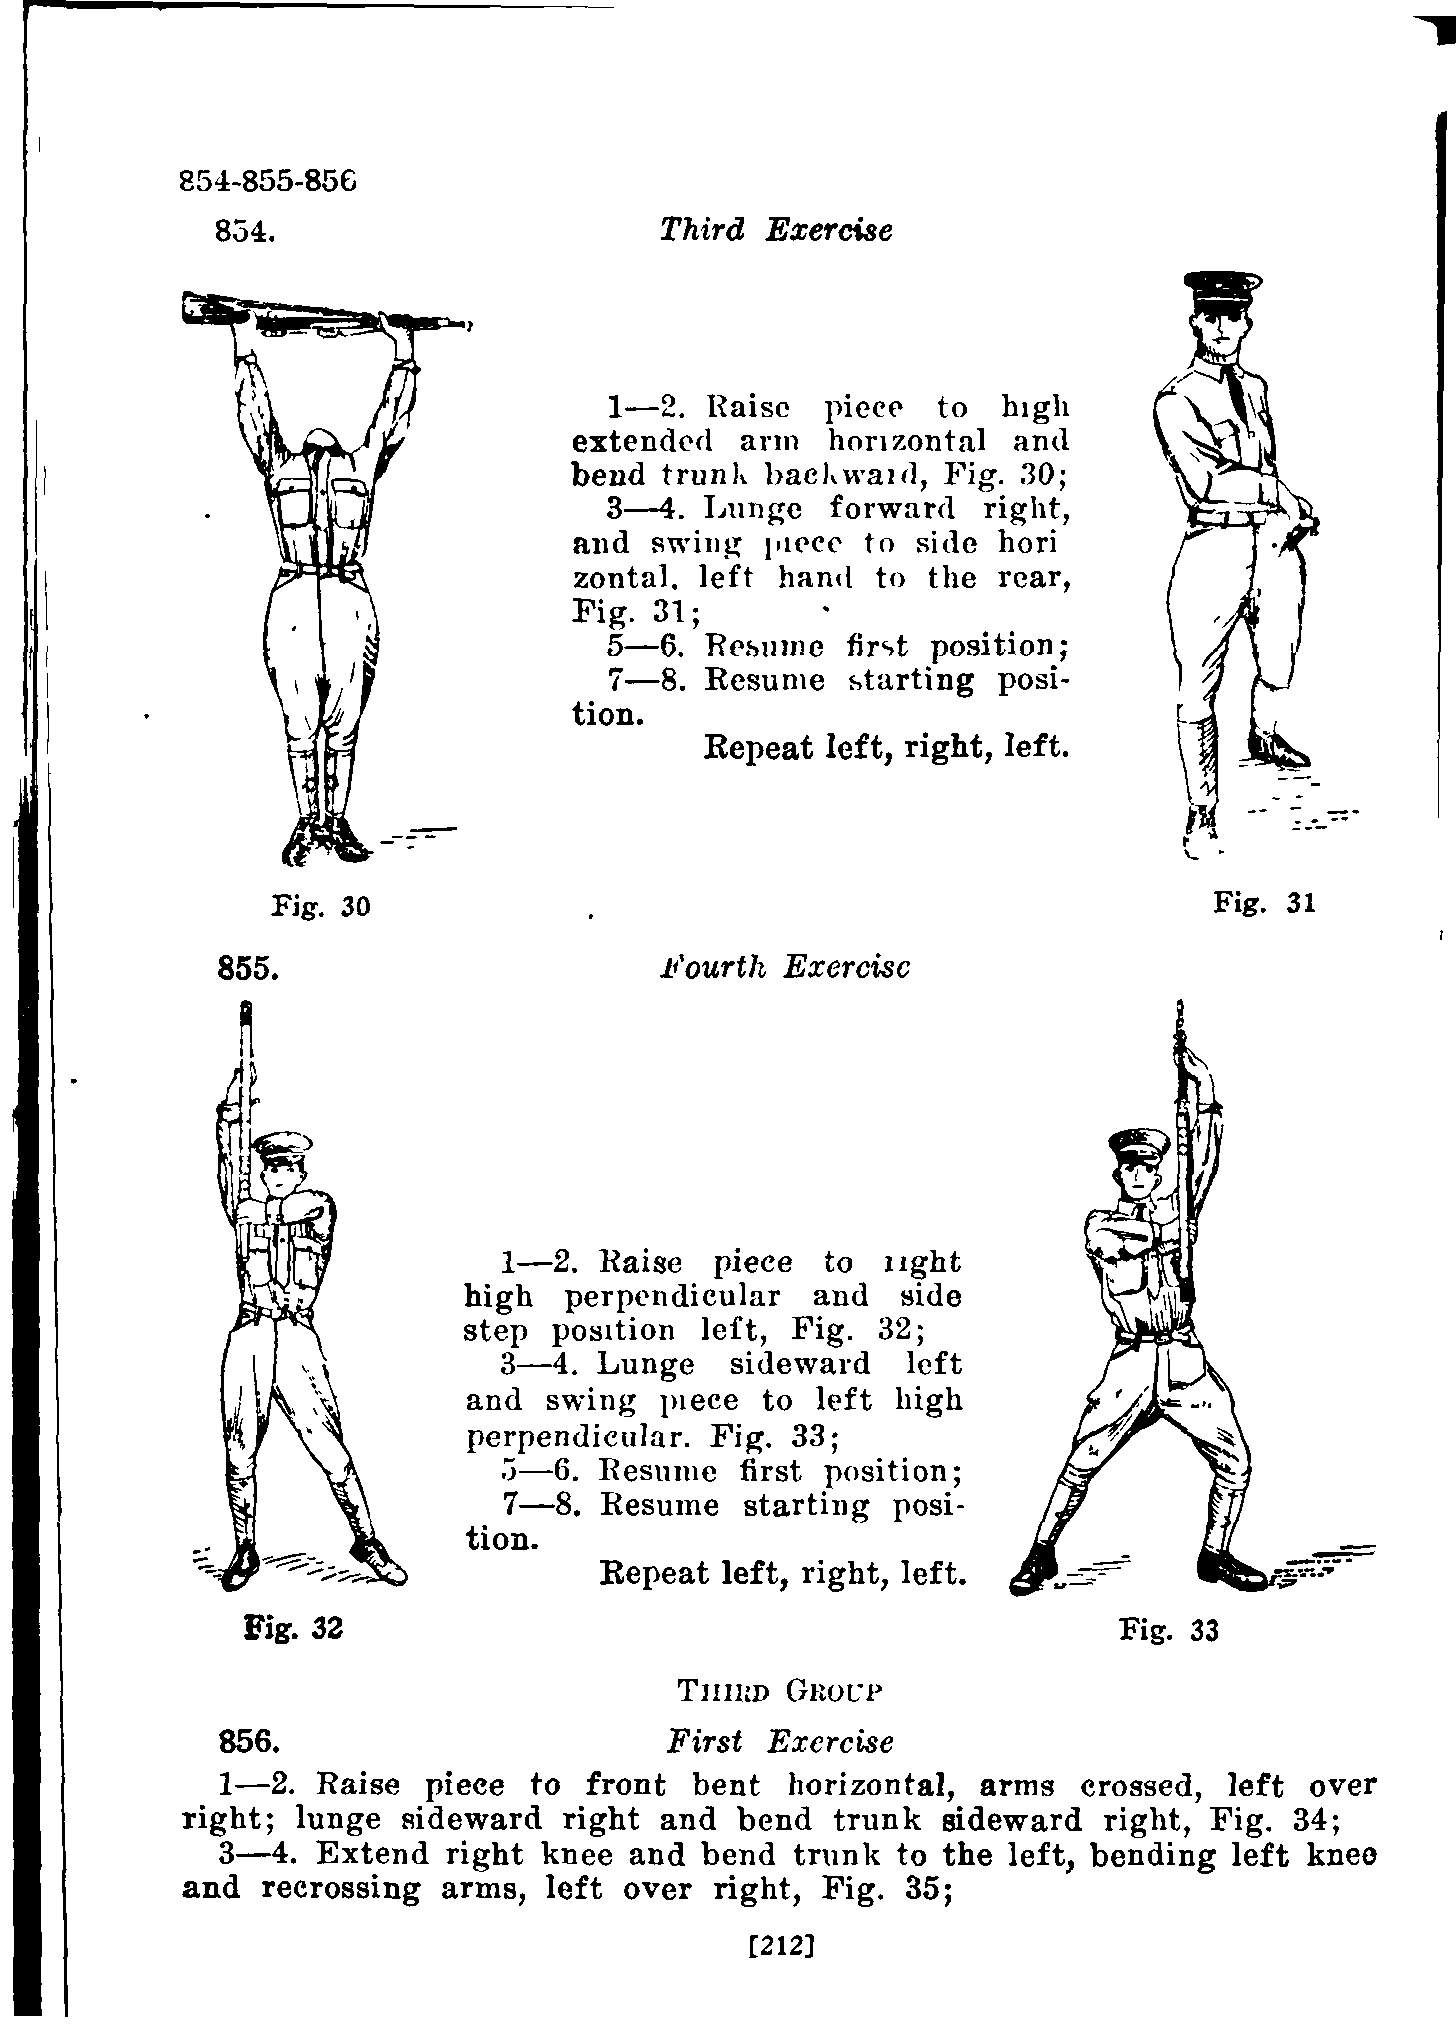 854-855-856
854. Third Exercise
1—2. Raise piece to high
extended arm horizontal and
bend trunk backward, Fig. 30;
3—4. Lunge forward right,
and swing piece to side hori
zontal, left hand to the rear,
Fig. 31;
5—6. Resume first position;
7—8. Resume starting posi-
tion.
Repeat left, right, left.
Fig. 30
Fig. 31
855. Fourth Exercise
1—2. Raise piece to right
high perpendicular and side
step position left, Fig. 32;
3—4. Lunge sideward left
and swing piece to left high
perpendicular. Fig. 33;
5—6. Resume first position;
7—8. Resume starting posi-
tion.
Repeat left, right, left.
Fig. 32
Fig. 33
THIRD GROUP
856. First Exercise
1—2. Raise piece to front bent horizontal, arms crossed, left over
right; lunge sideward right and bend trunk sideward right, Fig. 34;
3—4. Extend right knee and bend trunk to the left, bending left knee
and recrossing arms, left over right, Fig. 35;
[212]